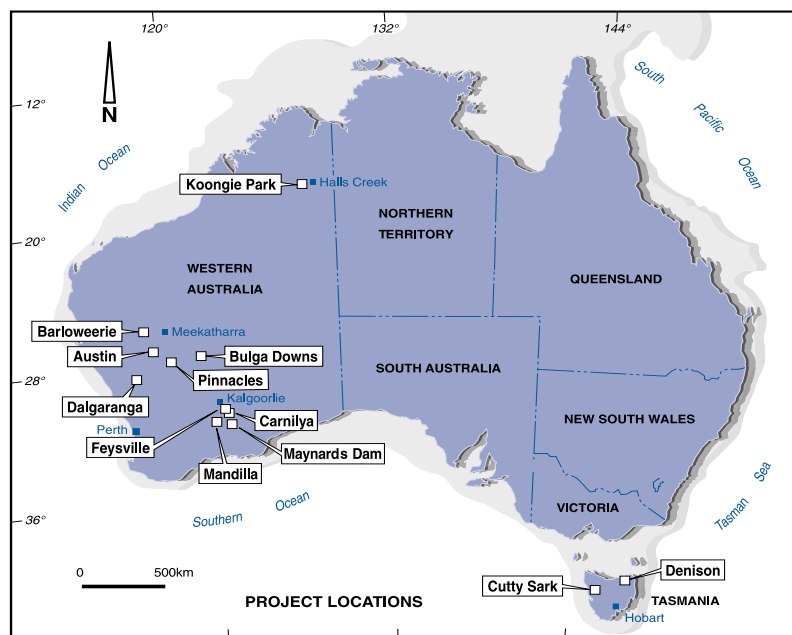 120°
132°
144°
12°
20°
28°
36°
N
Indian Ocean
South Pacific Ocean
Koongie Park
Halls Creek
NORTHERN
TERRITORY
WESTERN
AUSTRALIA
QUEENSLAND
Barloweerie
Meekatharra
Austin
Bulga Downs
Pinnacles
SOUTH AUSTRALIA
Dalgaranga
Kalgoorlie
NEW SOUTH WALES
Perth
Carnilya
Feysville
Maynards Dam
Mandilla
VICTORIA
Southern Ocean
Tasman Sea
0
500km
Denison
Cutty Sark
PROJECT LOCATIONS
TASMANIA
Hobart